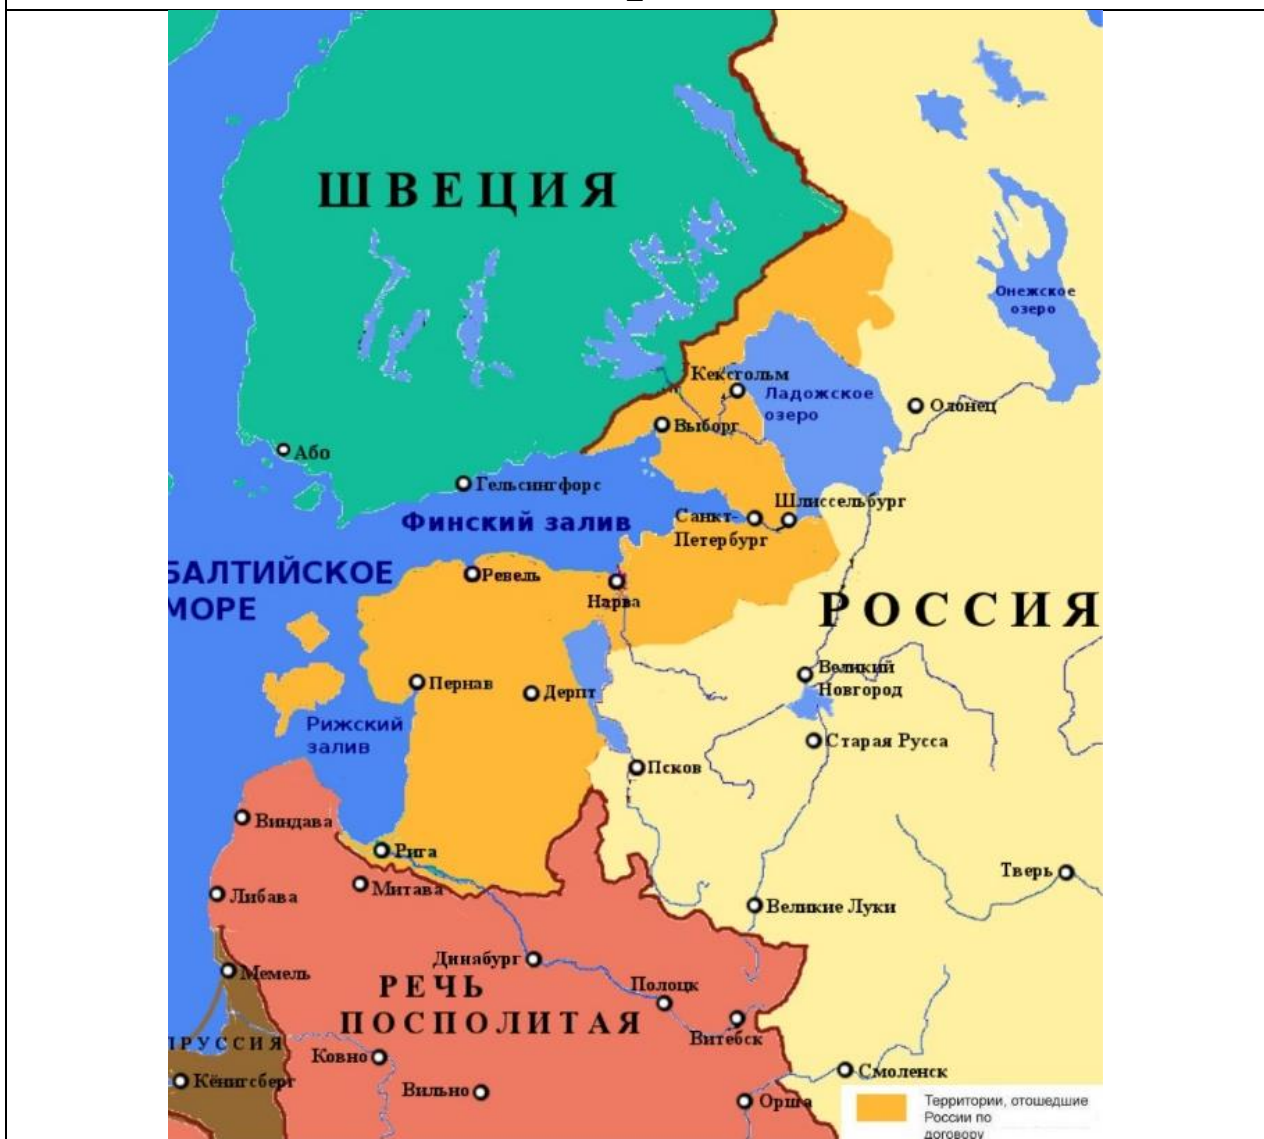 ШВЕЦИЯ
Онежское
озеро
Кексгольм
Ладожское
озеро
Олонец
Выборг
Або
Гельсингфорс
Шлиссельбург
Финский залив
Санкт-
Петербург
БАЛТИЙСКОЕ
МОРЕ
Ревель
Нарва
РОССИЯ
Великий
Новгород
Пернав
Дерпт
Рижский
залив
Старая Русса
Псков
Виндава
Рига
Тверь
Митава
Либава
Великие Луки
Динабург
Мемель
РЕЧЬ
ПОСПОЛИТАЯ
Полоцк
Витебск
ПРУССИЯ
Ковно
Смоленск
Кёнигсберг
Вильно
Орша
Территории, отошедшие
России по
договору